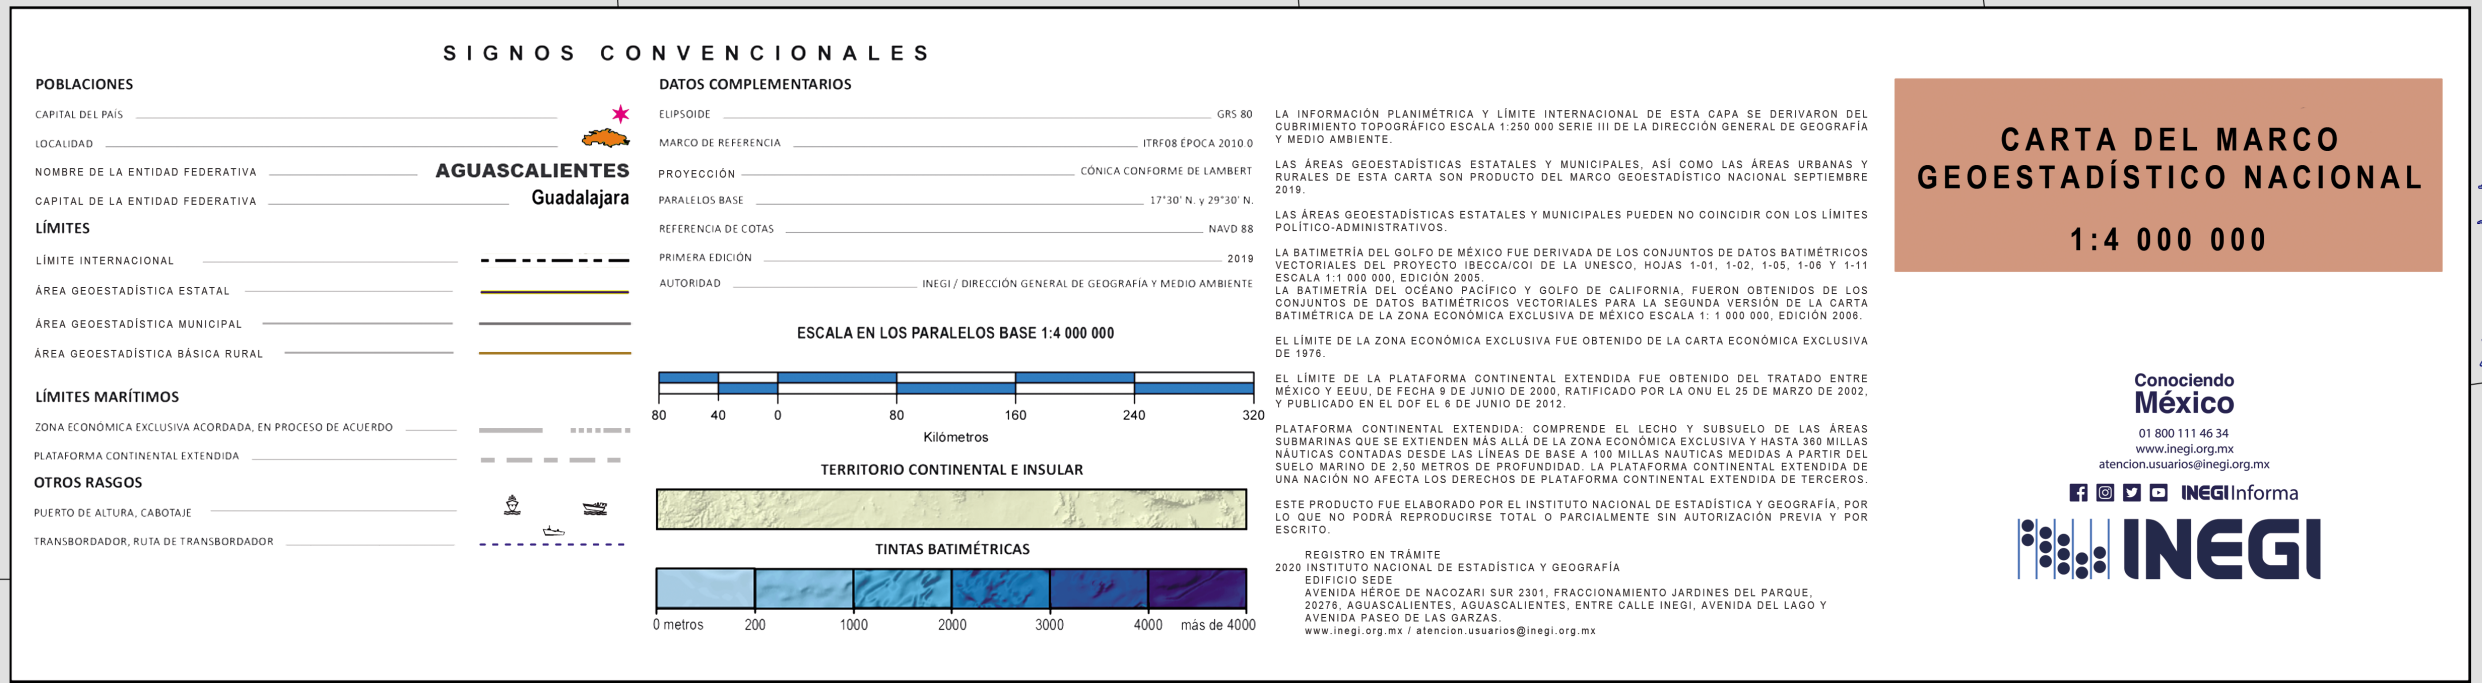 SIGNOS CONVENCIONALES
POBLACIONES
CAPITAL DEL PAÍS
LOCALIDAD
NOMBRE DE LA ENTIDAD FEDERATIVA AGUASCALIENTES
CAPITAL DE LA ENTIDAD FEDERATIVA Guadalajara
LÍMITES
LÍMITE INTERNACIONAL
ÁREA GEOESTADÍSTICA ESTATAL
ÁREA GEOESTADÍSTICA MUNICIPAL
ÁREA GEOESTADÍSTICA BÁSICA RURAL
LÍMITES MARÍTIMOS
ZONA ECONÓMICA EXCLUSIVA ACORDADA, EN PROCESO DE ACUERDO
PLATAFORMA CONTINENTAL EXTENDIDA
OTROS RASGOS
PUERTO DE ALTURA, CABOTAJE
TRANSBORDADOR, RUTA DE TRANSBORDADOR
DATOS COMPLEMENTARIOS
ELIPSOIDE GRS 80
MARCO DE REFERENCIA ITRF08 ÉPOCA 2010.0
PROYECCIÓN CÓNICA CONFORME DE LAMBERT
PARALELOS BASE 17°30' N. y 29°30' N.
REFERENCIA DE COTAS NAVD 88
PRIMERA EDICIÓN 2019
AUTORIDAD INEGI / DIRECCIÓN GENERAL DE GEOGRAFÍA Y MEDIO AMBIENTE
ESCALA EN LOS PARALELOS BASE 1:4 000 000
80 40 0 80 160 240 320
Kilómetros
TERRITORIO CONTINENTAL E INSULAR
TINTAS BATIMÉTRICAS
0 metros 200 1000 2000 3000 4000 más de 4000
LA INFORMACIÓN PLANIMÉTRICA Y LÍMITE INTERNACIONAL DE ESTA CAPA SE DERIVARON DEL
CUBRIMIENTO TOPOGRÁFICO ESCALA 1:250 000 SERIE III DE LA DIRECCIÓN GENERAL DE GEOGRAFÍA
Y MEDIO AMBIENTE.
LAS ÁREAS GEOESTADÍSTICAS ESTATALES Y MUNICIPALES, ASÍ COMO LAS ÁREAS URBANAS Y
RURALES DE ESTA CARTA SON PRODUCTO DEL MARCO GEOESTADÍSTICO NACIONAL SEPTIEMBRE
2019.
LAS ÁREAS GEOESTADÍSTICAS ESTATALES Y MUNICIPALES PUEDEN NO COINCIDIR CON LOS LÍMITES
POLÍTICO-ADMINISTRATIVOS.
LA BATIMETRÍA DEL GOLFO DE MÉXICO FUE DERIVADA DE LOS CONJUNTOS DE DATOS BATIMÉTRICOS
VECTORIALES DEL PROYECTO IBECCA/COI DE LA UNESCO, HOJAS 1-01, 1-02, 1-05, 1-06 Y 1-11
ESCALA 1:1 000 000, EDICIÓN 2005.
LA BATIMETRÍA DEL OCÉANO PACÍFICO Y GOLFO DE CALIFORNIA, FUERON OBTENIDOS DE LOS
CONJUNTOS DE DATOS BATIMÉTRICOS VECTORIALES PARA LA SEGUNDA VERSIÓN DE LA CARTA
BATIMÉTRICA DE LA ZONA ECONÓMICA EXCLUSIVA DE MÉXICO ESCALA 1: 1 000 000, EDICIÓN 2006.
EL LÍMITE DE LA ZONA ECONÓMICA EXCLUSIVA FUE OBTENIDO DE LA CARTA ECONÓMICA EXCLUSIVA
DE 1976.
EL LÍMITE DE LA PLATAFORMA CONTINENTAL EXTENDIDA FUE OBTENIDO DEL TRATADO ENTRE
MÉXICO Y EEUU, DE FECHA 9 DE JUNIO DE 2000, RATIFICADO POR LA ONU EL 25 DE MARZO DE 2002,
Y PUBLICADO EN EL DOF EL 6 DE JUNIO DE 2012.
PLATAFORMA CONTINENTAL EXTENDIDA: COMPRENDE EL LECHO Y SUBSUELO DE LAS ÁREAS
SUBMARINAS QUE SE EXTIENDEN MÁS ALLÁ DE LA ZONA ECONÓMICA EXCLUSIVA Y HASTA 360 MILLAS
NÁUTICAS CONTADAS DESDE LAS LÍNEAS DE BASE A 100 MILLAS NAUTICAS MEDIDAS A PARTIR DEL
SUELO MARINO DE 2,50 METROS DE PROFUNDIDAD. LA PLATAFORMA CONTINENTAL EXTENDIDA DE
UNA NACIÓN NO AFECTA LOS DERECHOS DE PLATAFORMA CONTINENTAL EXTENDIDA DE TERCEROS.
ESTE PRODUCTO FUE ELABORADO POR EL INSTITUTO NACIONAL DE ESTADÍSTICA Y GEOGRAFÍA, POR
LO QUE NO PODRÁ REPRODUCIRSE TOTAL O PARCIALMENTE SIN AUTORIZACIÓN PREVIA Y POR
ESCRITO.
REGISTRO EN TRÁMITE
2020 INSTITUTO NACIONAL DE ESTADÍSTICA Y GEOGRAFÍA
EDIFICIO SEDE
AVENIDA HÉROE DE NACOZARI SUR 2301, FRACCIONAMIENTO JARDINES DEL PARQUE,
20276, AGUASCALIENTES, AGUASCALIENTES, ENTRE CALLE INEGI, AVENIDA DEL LAGO Y
AVENIDA PASEO DE LAS GARZAS.
www.inegi.org.mx / atencion.usuarios@inegi.org.mx
CARTA DEL MARCO
GEOESTADÍSTICO NACIONAL
1:4 000 000
Conociendo
México
01 800 111 46 34
www.inegi.org.mx
atencion.usuarios@inegi.org.mx
INEGI Informa
INEGI